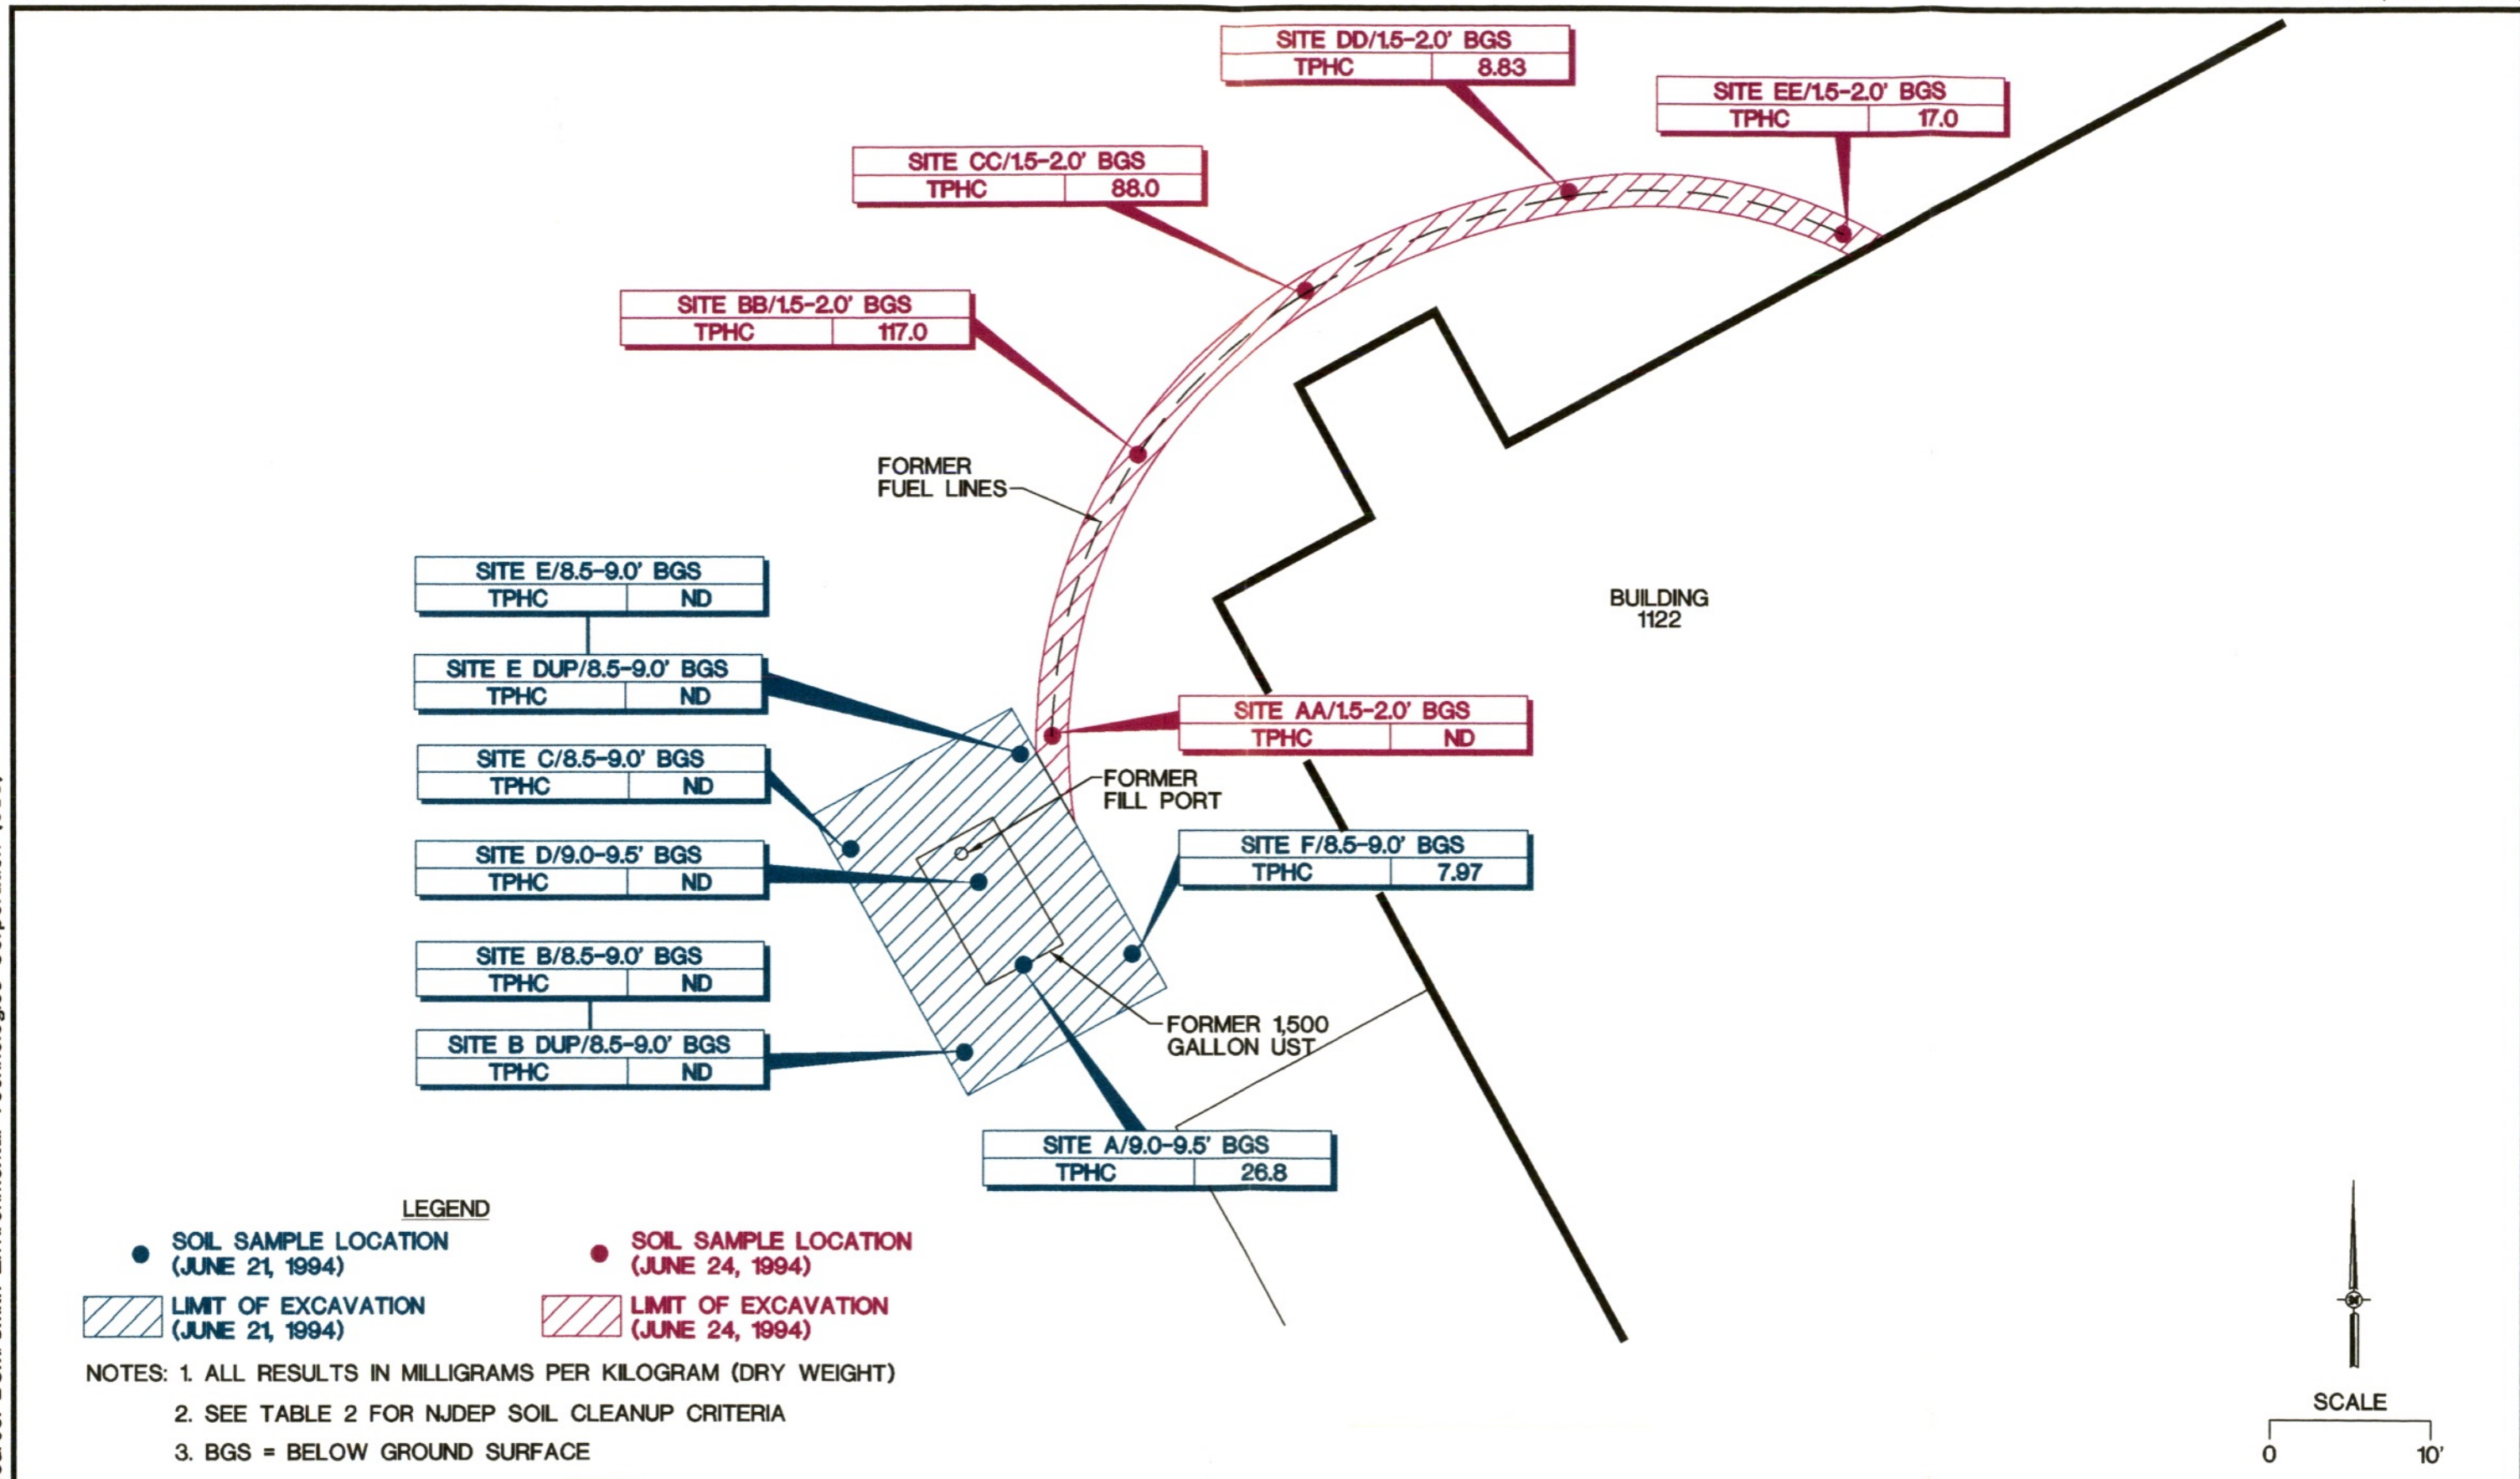 SITE DD/1.5-2.0' BGS
TPHC 8.83
SITE EE/1.5-2.0' BGS
TPHC 17.0
SITE CC/1.5-2.0' BGS
TPHC 88.0
SITE BB/1.5-2.0' BGS
TPHC 117.0
FORMER
FUEL LINES
SITE E/8.5-9.0' BGS
TPHC ND
BUILDING
1122
SITE E DUP/8.5-9.0' BGS
TPHC ND
SITE AA/1.5-2.0' BGS
TPHC ND
SITE C/8.5-9.0' BGS
TPHC ND
FORMER
FILL PORT
SITE D/9.0-9.5' BGS
TPHC ND
SITE F/8.5-9.0' BGS
TPHC 7.97
SITE B/8.5-9.0' BGS
TPHC ND
SITE B DUP/8.5-9.0' BGS
TPHC ND
FORMER 1,500
GALLON UST
SITE A/9.0-9.5' BGS
TPHC 26.8
LEGEND
SOIL SAMPLE LOCATION
(JUNE 21, 1994)
SOIL SAMPLE LOCATION
(JUNE 24, 1994)
LIMIT OF EXCAVATION
(JUNE 21, 1994)
LIMIT OF EXCAVATION
(JUNE 24, 1994)
NOTES: 1. ALL RESULTS IN MILLIGRAMS PER KILOGRAM (DRY WEIGHT)
2. SEE TABLE 2 FOR NJDEP SOIL CLEANUP CRITERIA
3. BGS = BELOW GROUND SURFACE
SCALE
0 10'